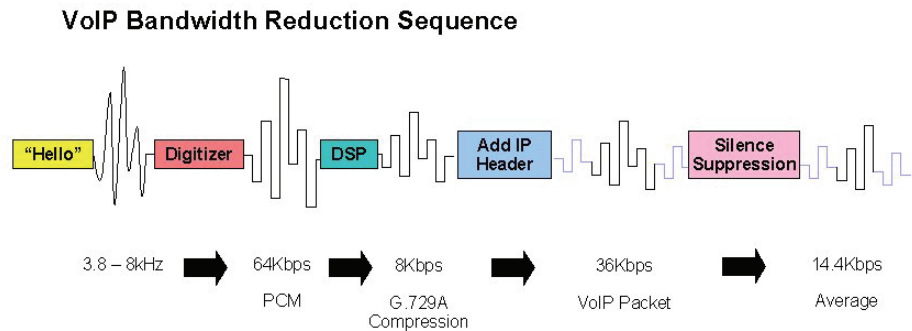 VoIP Bandwidth Reduction Sequence
“Hello”
Digitizer
DSP
Add IP
Header
Silence
Suppression
3.8 – 8kHz
64Kbps
8Kbps
36Kbps
14.4Kbps
PCM
G.729A
Compression
VoIP Packet
Average